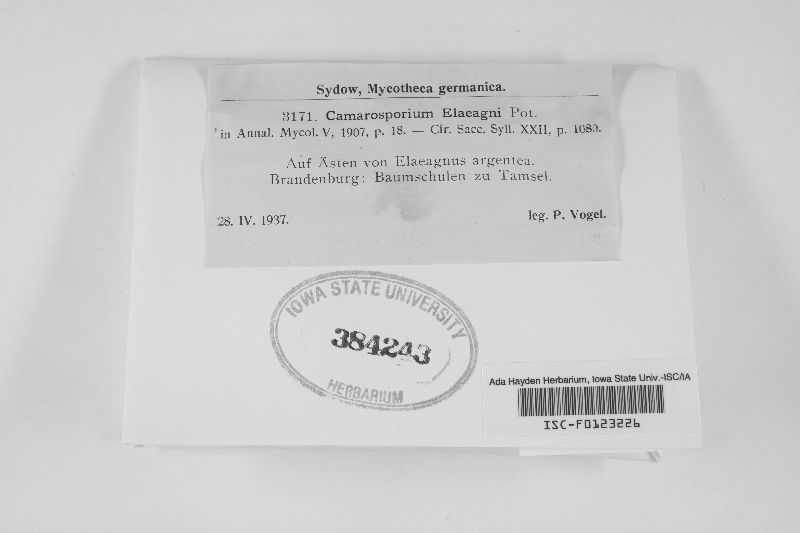 Sydow, Mycotheca germanica.
3171. Camarosporium Elaeagni Pot.
in Annal. Mycol. V, 1907, p. 18. — Cfr. Sacc. Syll. XXII, p. 1080.
Auf Ästen von Elaeagnus argentea.
Brandenburg: Baumschulen zu Tamsel.
28. IV. 1937. leg. P. Vogel.
IOWA STATE UNIVERSITY
384243
HERBARIUM
Ada Hayden Herbarium, Iowa State Univ.-ISC/IA
ISC-F0123226